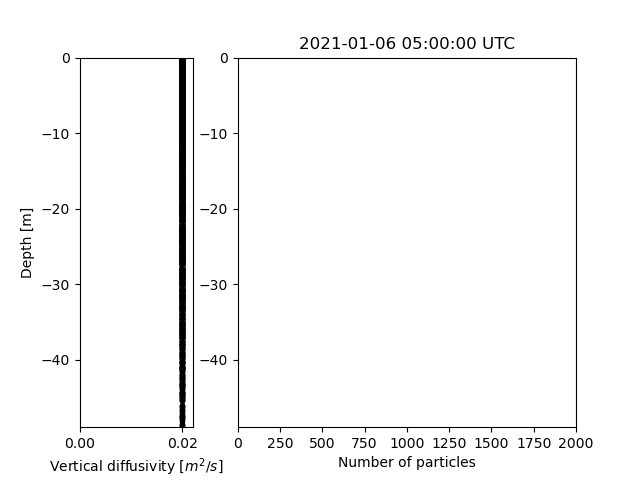 2021-01-06 05:00:00 UTC
0
−10
−20
−30
−40
Depth [m]
0.00 0.02
Vertical diffusivity [m²/s]
0
−10
−20
−30
−40
0 250 500 750 1000 1250 1500 1750 2000
Number of particles